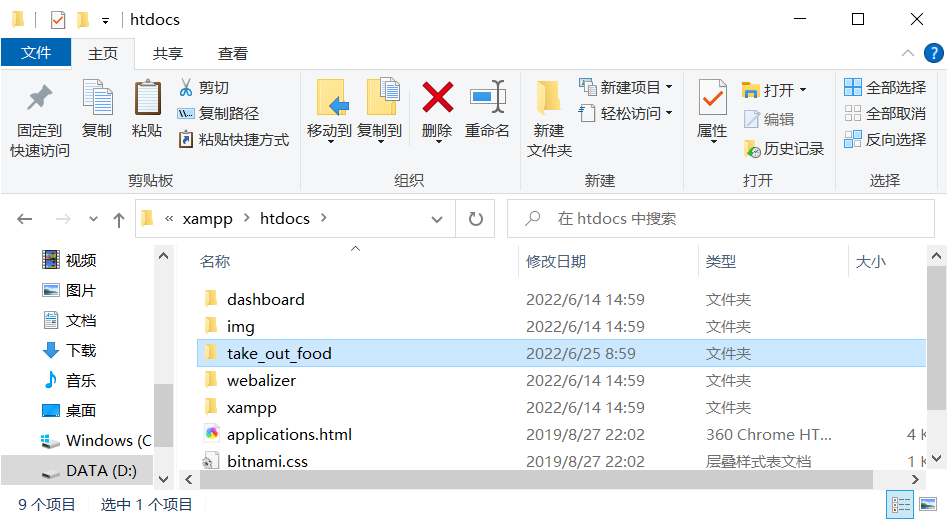 htdocs
文件 主页 共享 查看
固定到
快速访问
复制
粘贴
剪切
复制路径
粘贴快捷方式
剪贴板
移动到 复制到
删除 重命名
组织
新建
文件夹
新建项目
轻松访问
新建
属性
打开
编辑
历史记录
打开
全部选择
全部取消
反向选择
选择
« xampp > htdocs >
在 htdocs 中搜索
视频
图片
文档
下载
音乐
桌面
Windows (C
DATA (D:)
名称 修改日期 类型 大小
dashboard 2022/6/14 14:59 文件夹
img 2022/6/14 14:59 文件夹
take_out_food 2022/6/25 8:59 文件夹
webalizer 2022/6/14 14:59 文件夹
xampp 2022/6/14 14:59 文件夹
applications.html 2019/8/27 22:02 360 Chrome HT... 4 K
bitnami.css 2019/8/27 22:02 层叠样式表文档 1 K
9 个项目 选中 1 个项目